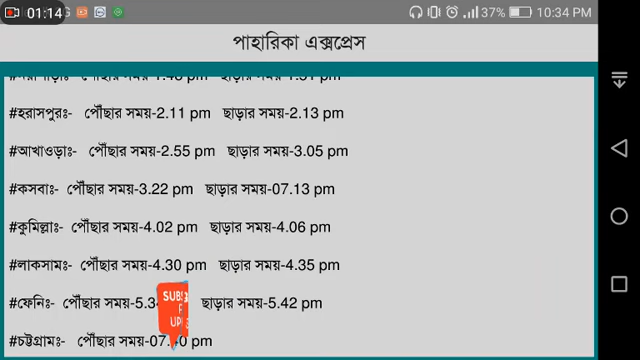 01:14 37% 10:34 PM
পাহারিকা এক্সপ্রেস
#হরাসপুরঃ- পৌঁছার সময়-2.11 pm ছাড়ার সময়-2.13 pm
#আখাওড়াঃ- পৌঁছার সময়-2.55 pm ছাড়ার সময়-3.05 pm
#কসবাঃ- পৌঁছার সময়-3.22 pm ছাড়ার সময়-07.13 pm
#কুমিল্লাঃ- পৌঁছার সময়-4.02 pm ছাড়ার সময়-4.06 pm
#লাকসামঃ- পৌঁছার সময়-4.30 pm ছাড়ার সময়-4.35 pm
#ফেনিঃ- পৌঁছার সময়- ছাড়ার সময়-5.42 pm
#চট্টগ্রামঃ- পৌঁছার সময়- pm